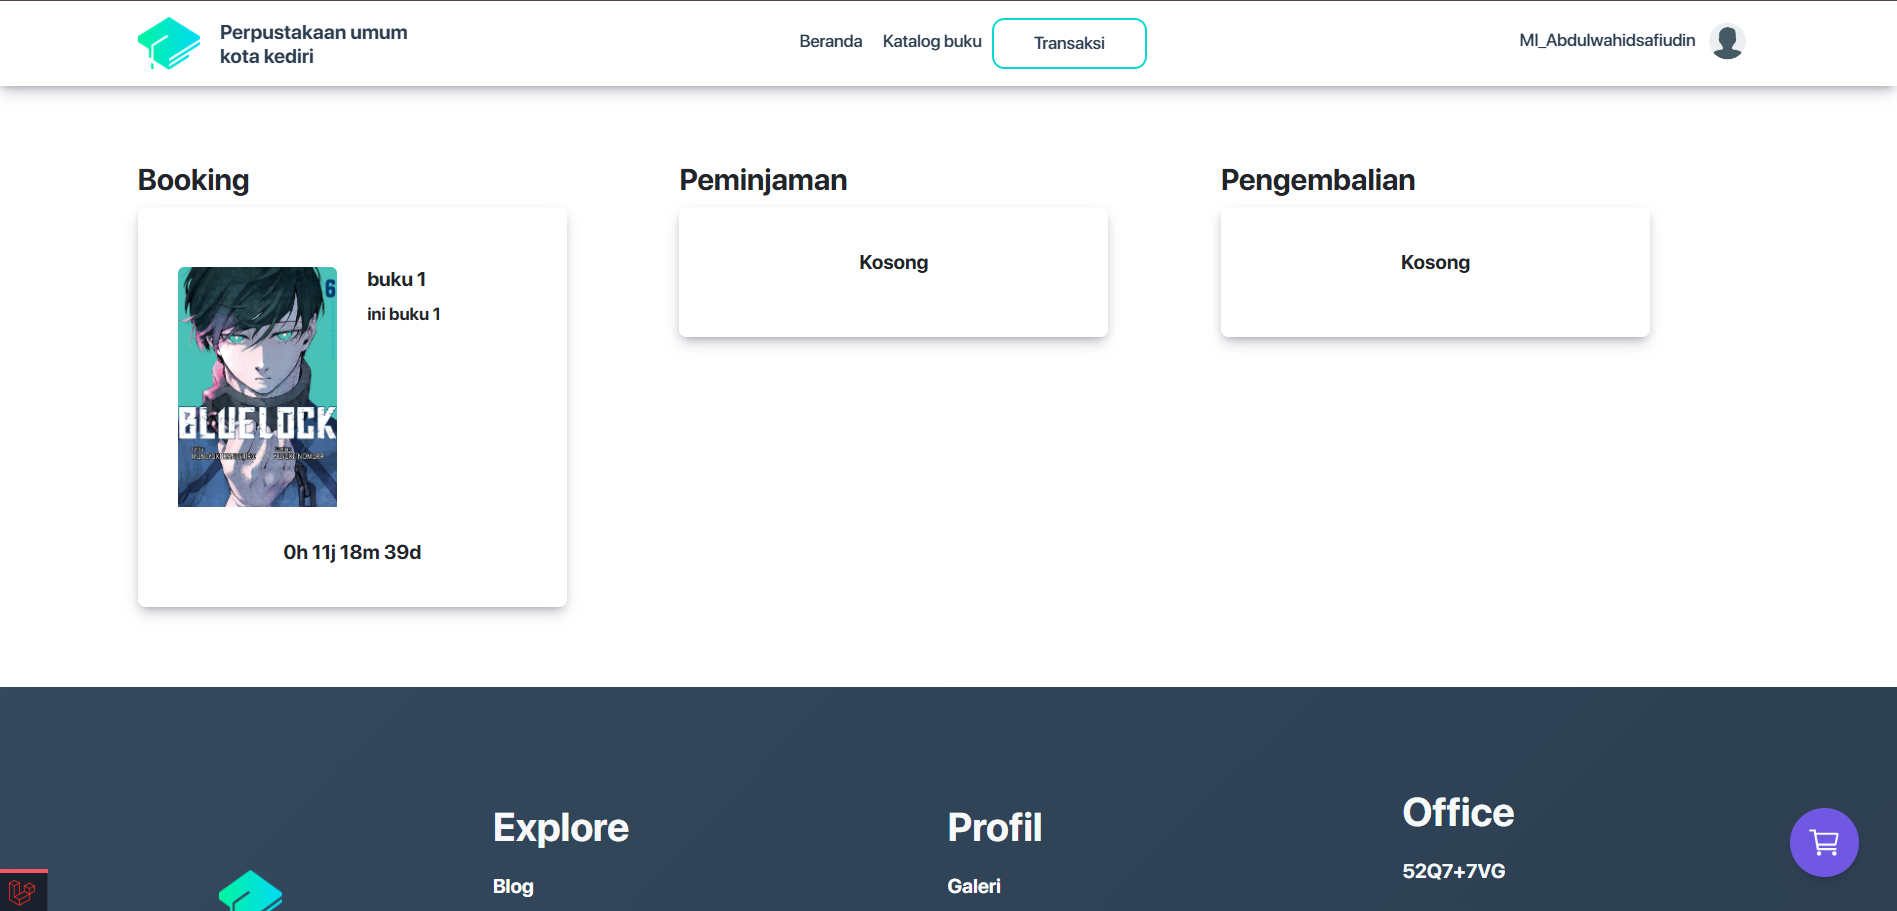 Perpustakaan umum
kota kediri
Beranda
Katalog buku
Transaksi
MI_Abdulwahidsafiudin
Booking
6
BLUELOCK
buku 1
ini buku 1
0h 11j 18m 39d
Peminjaman
Kosong
Pengembalian
Kosong
Explore
Blog
Profil
Galeri
Office
52Q7+7VG